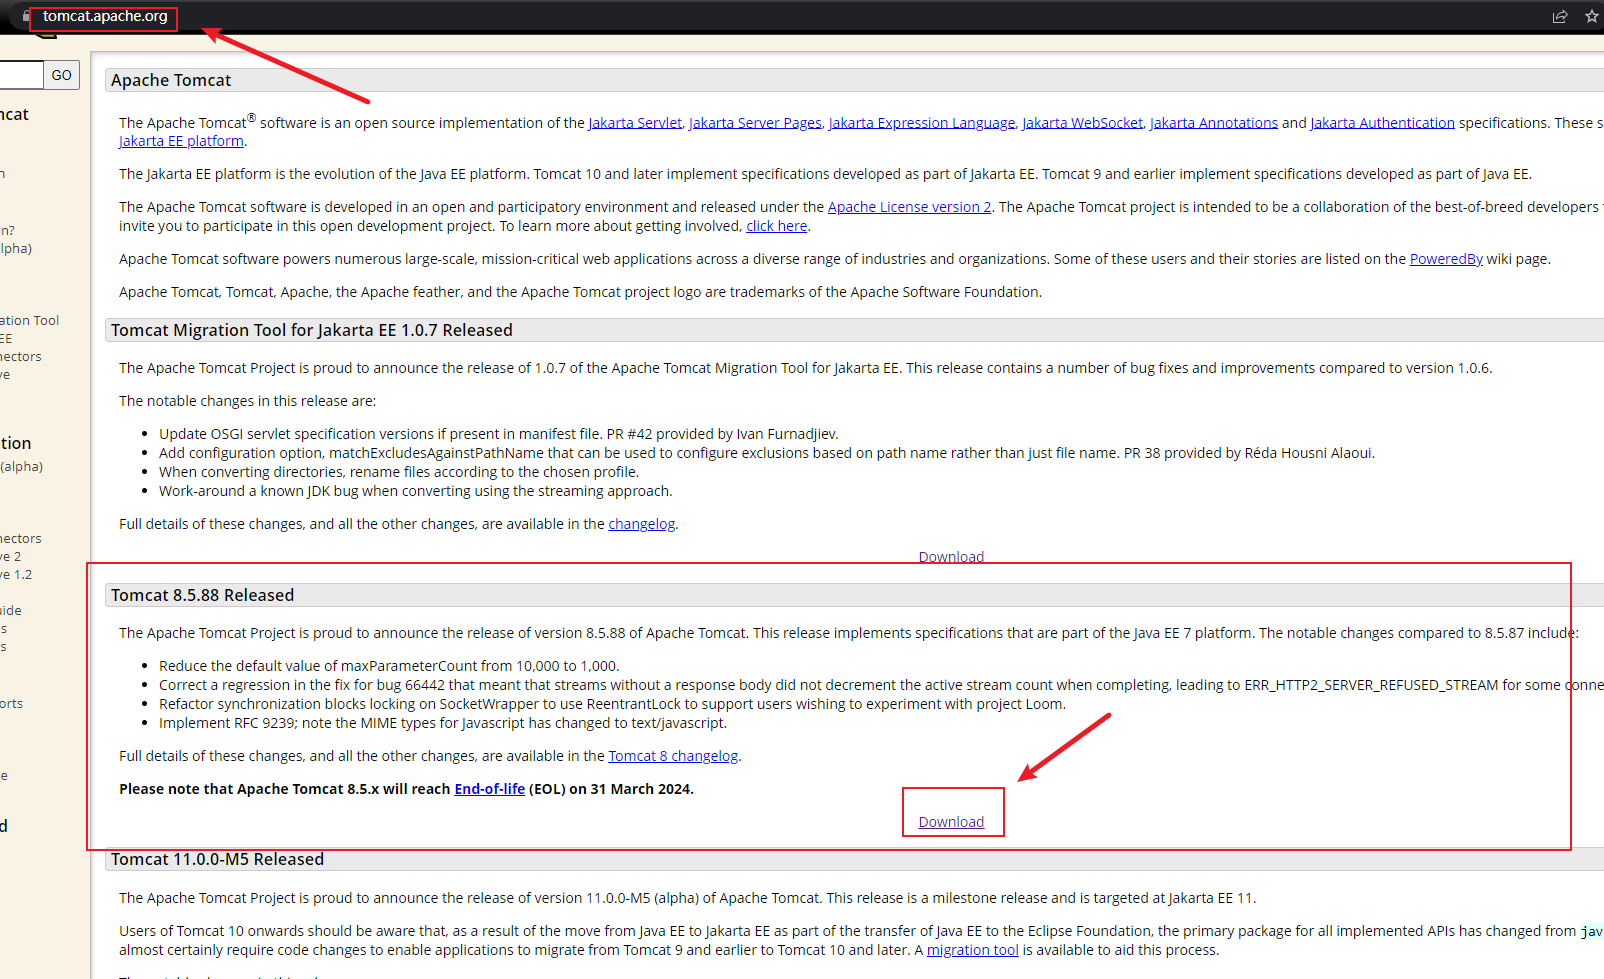 tomcat.apache.org
GO
Apache Tomcat
The Apache Tomcat® software is an open source implementation of the Jakarta Servlet, Jakarta Server Pages, Jakarta Expression Language, Jakarta WebSocket, Jakarta Annotations and Jakarta Authentication specifications. These s
Jakarta EE platform.
The Jakarta EE platform is the evolution of the Java EE platform. Tomcat 10 and later implement specifications developed as part of Jakarta EE. Tomcat 9 and earlier implement specifications developed as part of Java EE.
The Apache Tomcat software is developed in an open and participatory environment and released under the Apache License version 2. The Apache Tomcat project is intended to be a collaboration of the best-of-breed developers
invite you to participate in this open development project. To learn more about getting involved, click here.
Apache Tomcat software powers numerous large-scale, mission-critical web applications across a diverse range of industries and organizations. Some of these users and their stories are listed on the PoweredBy wiki page.
Apache Tomcat, Tomcat, Apache, the Apache feather, and the Apache Tomcat project logo are trademarks of the Apache Software Foundation.
Tomcat Migration Tool for Jakarta EE 1.0.7 Released
The Apache Tomcat Project is proud to announce the release of 1.0.7 of the Apache Tomcat Migration Tool for Jakarta EE. This release contains a number of bug fixes and improvements compared to version 1.0.6.
The notable changes in this release are:
• Update OSGI servlet specification versions if present in manifest file. PR #42 provided by Ivan Furnadjiev.
• Add configuration option, matchExcludesAgainstPathName that can be used to configure exclusions based on path name rather than just file name. PR 38 provided by Réda Housni Alaoui.
• When converting directories, rename files according to the chosen profile.
• Work-around a known JDK bug when converting using the streaming approach.
Full details of these changes, and all the other changes, are available in the changelog.
Download
Tomcat 8.5.88 Released
The Apache Tomcat Project is proud to announce the release of version 8.5.88 of Apache Tomcat. This release implements specifications that are part of the Java EE 7 platform. The notable changes compared to 8.5.87 include:
• Reduce the default value of maxParameterCount from 10,000 to 1,000.
• Correct a regression in the fix for bug 66442 that meant that streams without a response body did not decrement the active stream count when completing, leading to ERR_HTTP2_SERVER_REFUSED_STREAM for some conne
• Refactor synchronization blocks locking on SocketWrapper to use ReentrantLock to support users wishing to experiment with project Loom.
• Implement RFC 9239; note the MIME types for Javascript has changed to text/javascript.
Full details of these changes, and all the other changes, are available in the Tomcat 8 changelog.
Please note that Apache Tomcat 8.5.x will reach End-of-life (EOL) on 31 March 2024.
Download
Tomcat 11.0.0-M5 Released
The Apache Tomcat Project is proud to announce the release of version 11.0.0-M5 (alpha) of Apache Tomcat. This release is a milestone release and is targeted at Jakarta EE 11.
Users of Tomcat 10 onwards should be aware that, as a result of the move from Java EE to Jakarta EE as part of the transfer of Java EE to the Eclipse Foundation, the primary package for all implemented APIs has changed from jav
almost certainly require code changes to enable applications to migrate from Tomcat 9 and earlier to Tomcat 10 and later. A migration tool is available to aid this process.
ncat
n
n?
lpha)
ation Tool
EE
nectors
ve
tion
(alpha)
nectors
ve 2
ve 1.2
uide
s
s
orts
e
d